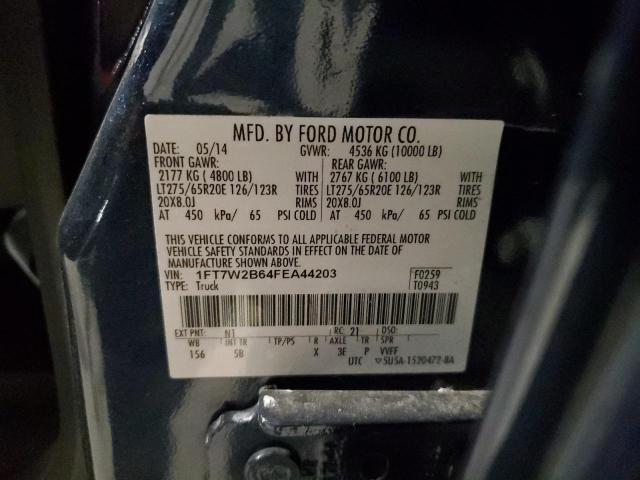 MFD. BY FORD MOTOR CO.
DATE: 05/14 GVWR: 4536 KG (10000 LB)
FRONT GAWR: REAR GAWR:
2177 KG ( 4800 LB) WITH 2767 KG ( 6100 LB) WITH
LT275/65R20E 126/123R TIRES LT275/65R20E 126/123R TIRES
20X8.0J RIMS 20X8.0J RIMS
AT 450 kPa/ 65 PSI COLD AT 450 kPa/ 65 PSI COLD
THIS VEHICLE CONFORMS TO ALL APPLICABLE FEDERAL MOTOR
VEHICLE SAFETY STANDARDS IN EFFECT ON THE DATE OF
MANUFACTURE SHOWN ABOVE.
VIN: 1FT7W2B64FEA44203 F0259
TYPE: Truck T0943
EXT PNT: N1 RC: 21 DSO:
WB INT TR TP/PS R AXLE TR SPR
156 5B X 3E P VVFF
UTC ▽5U5A-1520472-BA